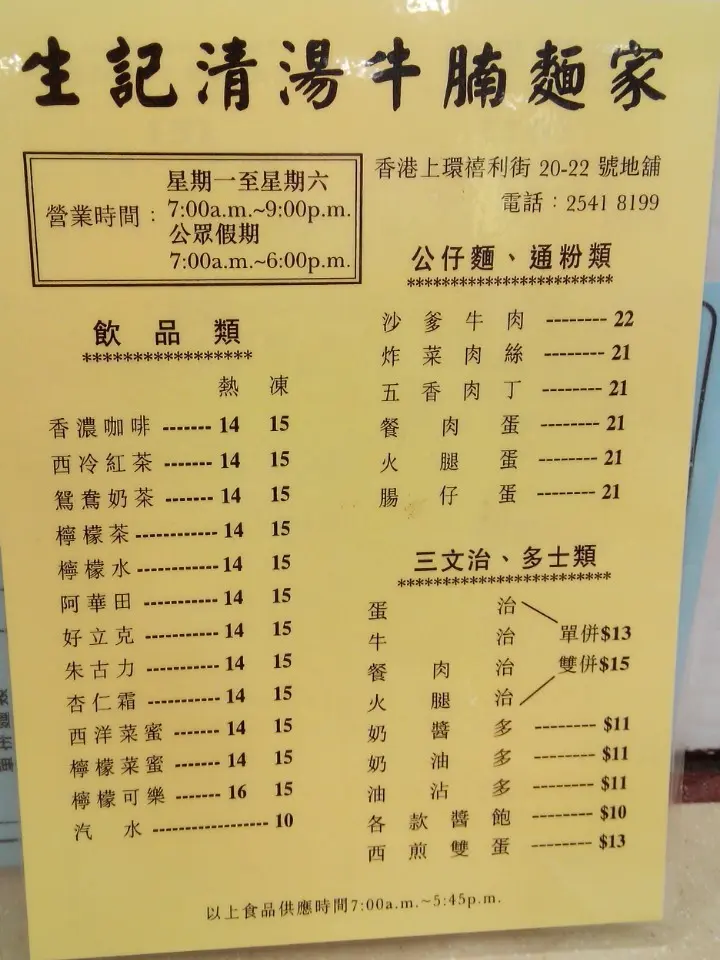 生記清湯牛腩麵家
營業時間：
星期一至星期六
7:00a.m.~9:00p.m.
公眾假期
7:00a.m.~6:00p.m.
香港上環禧利街 20-22 號地舖
電話：2541 8199
飲品類
*****************
熱 凍
香濃咖啡 ------- 14 15
西冷紅茶 ------- 14 15
鴛鴦奶茶 ------- 14 15
檸檬茶 ------------ 14 15
檸檬水 ------------ 14 15
阿華田 ----------- 14 15
好立克 ----------- 14 15
朱古力 ----------- 14 15
杏仁霜 ----------- 14 15
西洋菜蜜 ------- 14 15
檸檬菜蜜 ------- 14 15
檸檬可樂 ------- 16 15
汽水 ----------------- 10
公仔麵、通粉類
***********************
沙爹牛肉 -------- 22
炸菜肉絲 -------- 21
五香肉丁 -------- 21
餐肉蛋 -------- 21
火腿蛋 -------- 21
腸仔蛋 -------- 21
三文治、多士類
***********************
蛋治
牛治
餐肉治
火腿治
單併$13
雙併$15
奶醬多 -------- $11
奶油多 -------- $11
油沾多 -------- $11
各款醬飽 -------- $10
西煎雙蛋 -------- $13
以上食品供應時間7:00a.m.~5:45p.m.